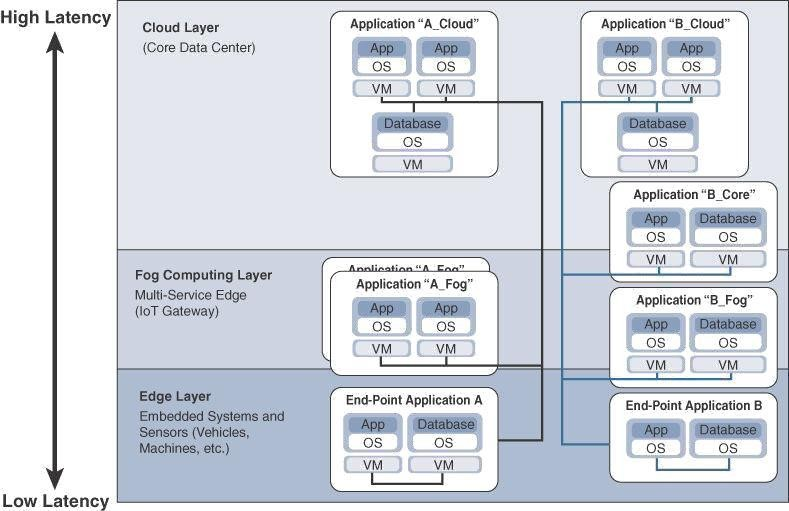 High Latency
Cloud Layer
(Core Data Center)
Application “A_Cloud”
App App
OS OS
VM VM
Database
OS
VM
Application “B_Cloud”
App App
OS OS
VM VM
Database
OS
VM
Application “B_Core”
App Database
OS OS
VM VM
Fog Computing Layer
Multi-Service Edge
(IoT Gateway)
Application “A_Fog”
Application “A_Fog”
App App
OS OS
VM VM
Application “B_Fog”
App Database
OS OS
VM VM
Edge Layer
Embedded Systems and
Sensors (Vehicles,
Machines, etc.)
End-Point Application A
App Database
OS OS
VM VM
End-Point Application B
App Database
OS OS
Low Latency